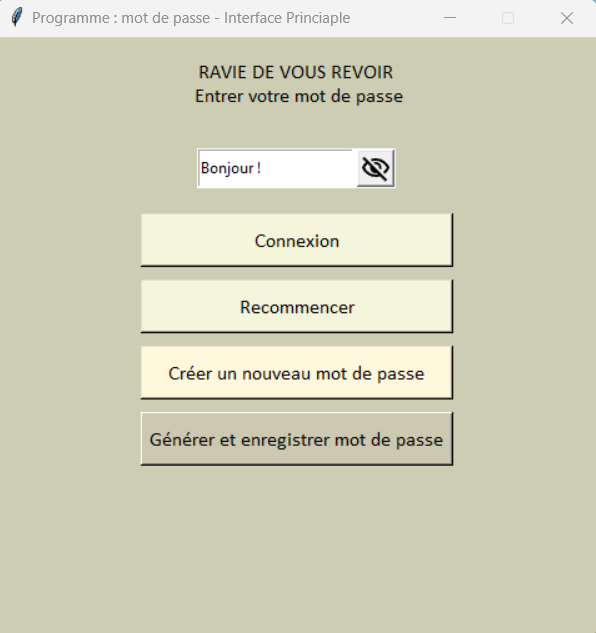 Programme : mot de passe - Interface Princiaple
RAVIE DE VOUS REVOIR
Entrer votre mot de passe
Bonjour !
Connexion
Recommencer
Créer un nouveau mot de passe
Générer et enregistrer mot de passe